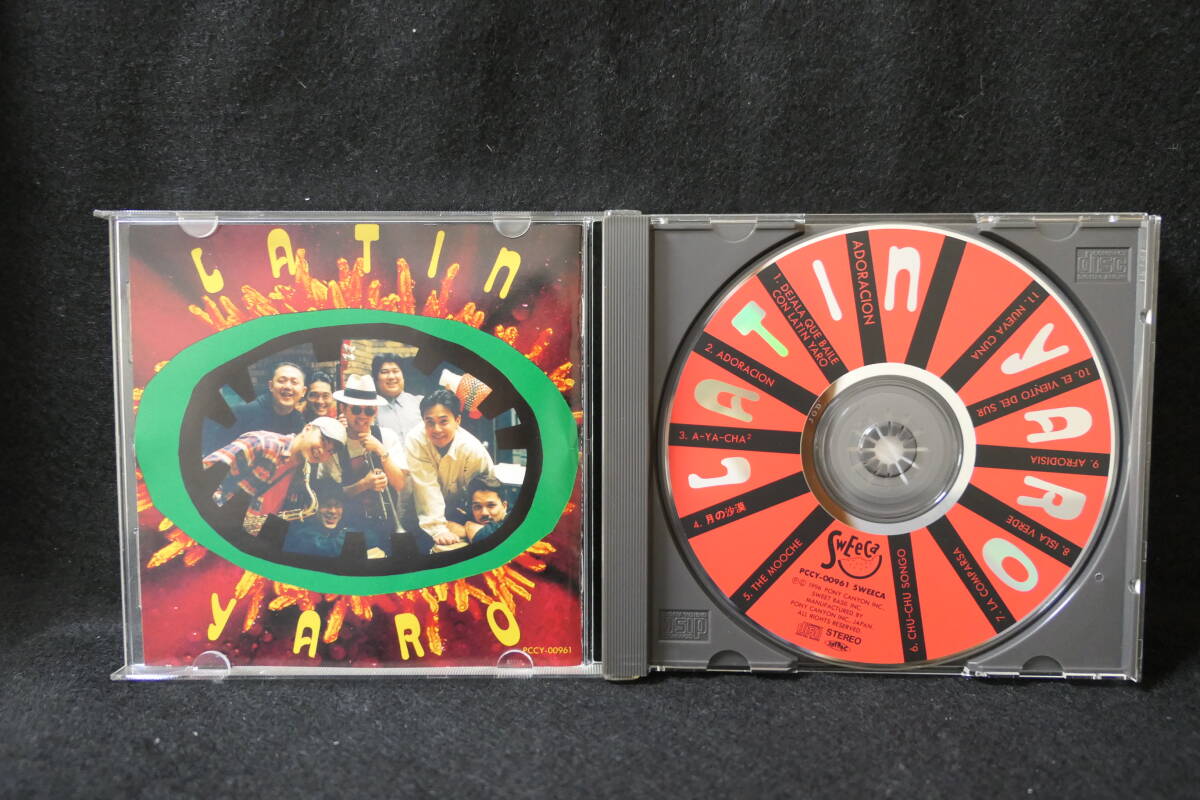 LATIN
YARO
PCCY-00961
LATIN YARO
ADORACION
1. DEJALA QUE BAILE
CON LATIN YARO
2. ADORACION
3. A-YA-CHA²
4. 月の沙漠
5. THE MOOCHE
6. CHU-CHU SONGO
7. LA COMPARSA
8. ISLA VERDE
9. AFRODISIA
10. EL VIENTO DEL SUR
11. NUEVA CUNA
SWEECA
PCCY-00961 SWEECA
℗© 1996 PONY CANYON INC.
SWEET BASIL INC.
MANUFACTURED BY
PONY CANYON INC., JAPAN
ALL RIGHTS RESERVED.
STEREO
disc